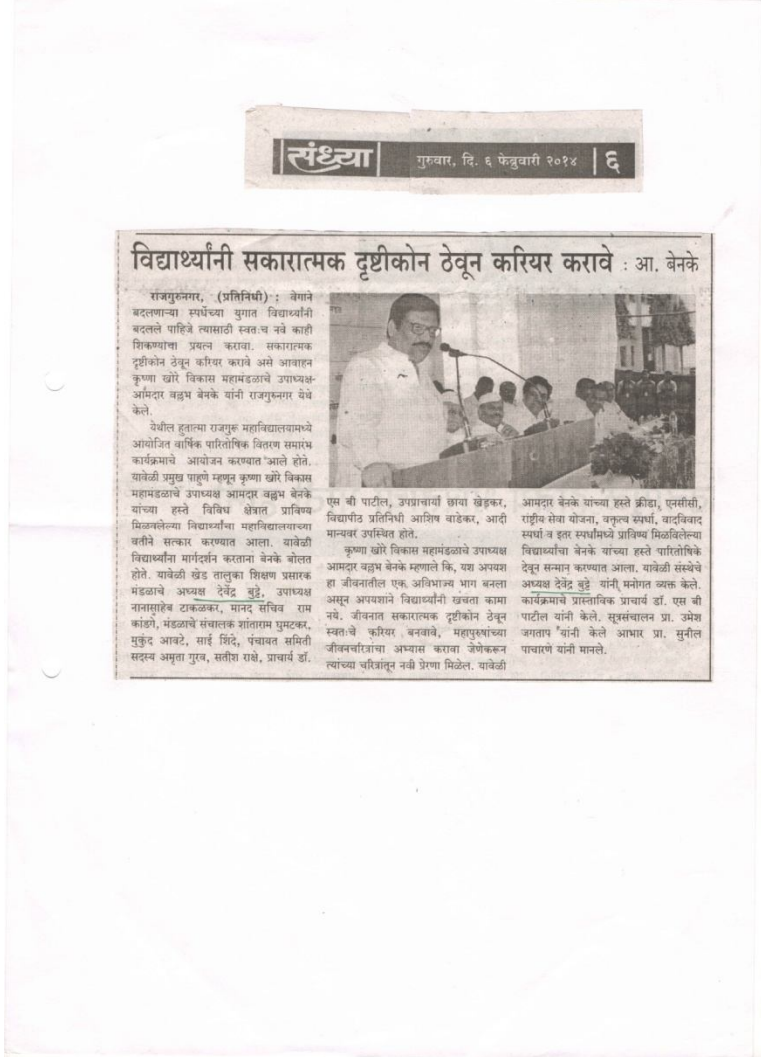 संध्या
गुरुवार, दि. ६ फेब्रुवारी २०१४
६
विद्यार्थ्यांनी सकारात्मक दृष्टीकोन ठेवून करियर करावे : आ. बेनके
राजगुरुनगर, (प्रतिनिधी) : वेगाने
बदलणाऱ्या स्पर्धेच्या युगात विद्यार्थ्यांनी
बदलले पाहिजे त्यासाठी स्वतःच नवे काही
शिकण्याचा प्रयत्न करावा. सकारात्मक
दृष्टीकोन ठेवून करियर करावे असे आवाहन
कृष्णा खोरे विकास महामंडळाचे उपाध्यक्ष-
आमदार वल्लभ बेनके यांनी राजगुरुनगर येथे
केले.
येथील हुतात्मा राजगुरू महाविद्यालयामध्ये
आयोजित वार्षिक पारितोषिक वितरण समारंभ
कार्यक्रमाचे आयोजन करण्यात आले होते.
यावेळी प्रमुख पाहुणे म्हणून कृष्णा खोरे विकास
महामंडळाचे उपाध्यक्ष आमदार वल्लभ बेनके
यांच्या हस्ते विविध क्षेत्रात प्राविण्य
मिळवलेल्या विद्यार्थ्यांचा महाविद्यालयाच्या
वतीने सत्कार करण्यात आला. यावेळी
विद्यार्थ्यांना मार्गदर्शन करताना बेनके बोलत
होते. यावेळी खेड तालुका शिक्षण प्रसारक
मंडळाचे अध्यक्ष देवेंद्र बुट्टे, उपाध्यक्ष
नानासाहेब टाकळकर, मानद सचिव राम
कांडगे, मंडळाचे संचालक शांताराम घुमटकर,
मुकुंद आवटे, साई शिंदे, पंचायत समिती
सदस्य अमृता गुरव, सतीश राक्षे, प्राचार्य डॉ.
एस बी पाटील, उपप्राचार्या छाया खेडकर,
विद्यापीठ प्रतिनिधी आशिष वाडेकर, आदी
मान्यवर उपस्थित होते.
कृष्णा खोरे विकास महामंडळाचे उपाध्यक्ष
आमदार वल्लभ बेनके म्हणाले कि, यश अपयश
हा जीवनातील एक अविभाज्य भाग बनला
असून अपयशाने विद्यार्थ्यांनी खचता कामा
नये. जीवनात सकारात्मक दृष्टीकोन ठेवून
स्वतःचे करियर बनवावे, महापुरुषांच्या
जीवनचरित्राचा अभ्यास करावा जेणेकरून
त्यांच्या चरित्रांतून नवी प्रेरणा मिळेल. यावेळी
आमदार बेनके यांच्या हस्ते क्रीडा, एनसीसी,
राष्ट्रीय सेवा योजना, वक्तृत्व स्पर्धा, वादविवाद
स्पर्धा व इतर स्पर्धांमध्ये प्राविण्य मिळविलेल्या
विद्यार्थ्यांचा बेनके यांच्या हस्ते पारितोषिके
देवून सन्मान करण्यात आला. यावेळी संस्थेचे
अध्यक्ष देवेंद्र बुट्टे यांनी मनोगत व्यक्त केले.
कार्यक्रमाचे प्रास्ताविक प्राचार्य डॉ. एस बी
पाटील यांनी केले. सूत्रसंचालन प्रा. उमेश
जगताप यांनी केले आभार प्रा. सुनील
पाचारणे यांनी मानले.